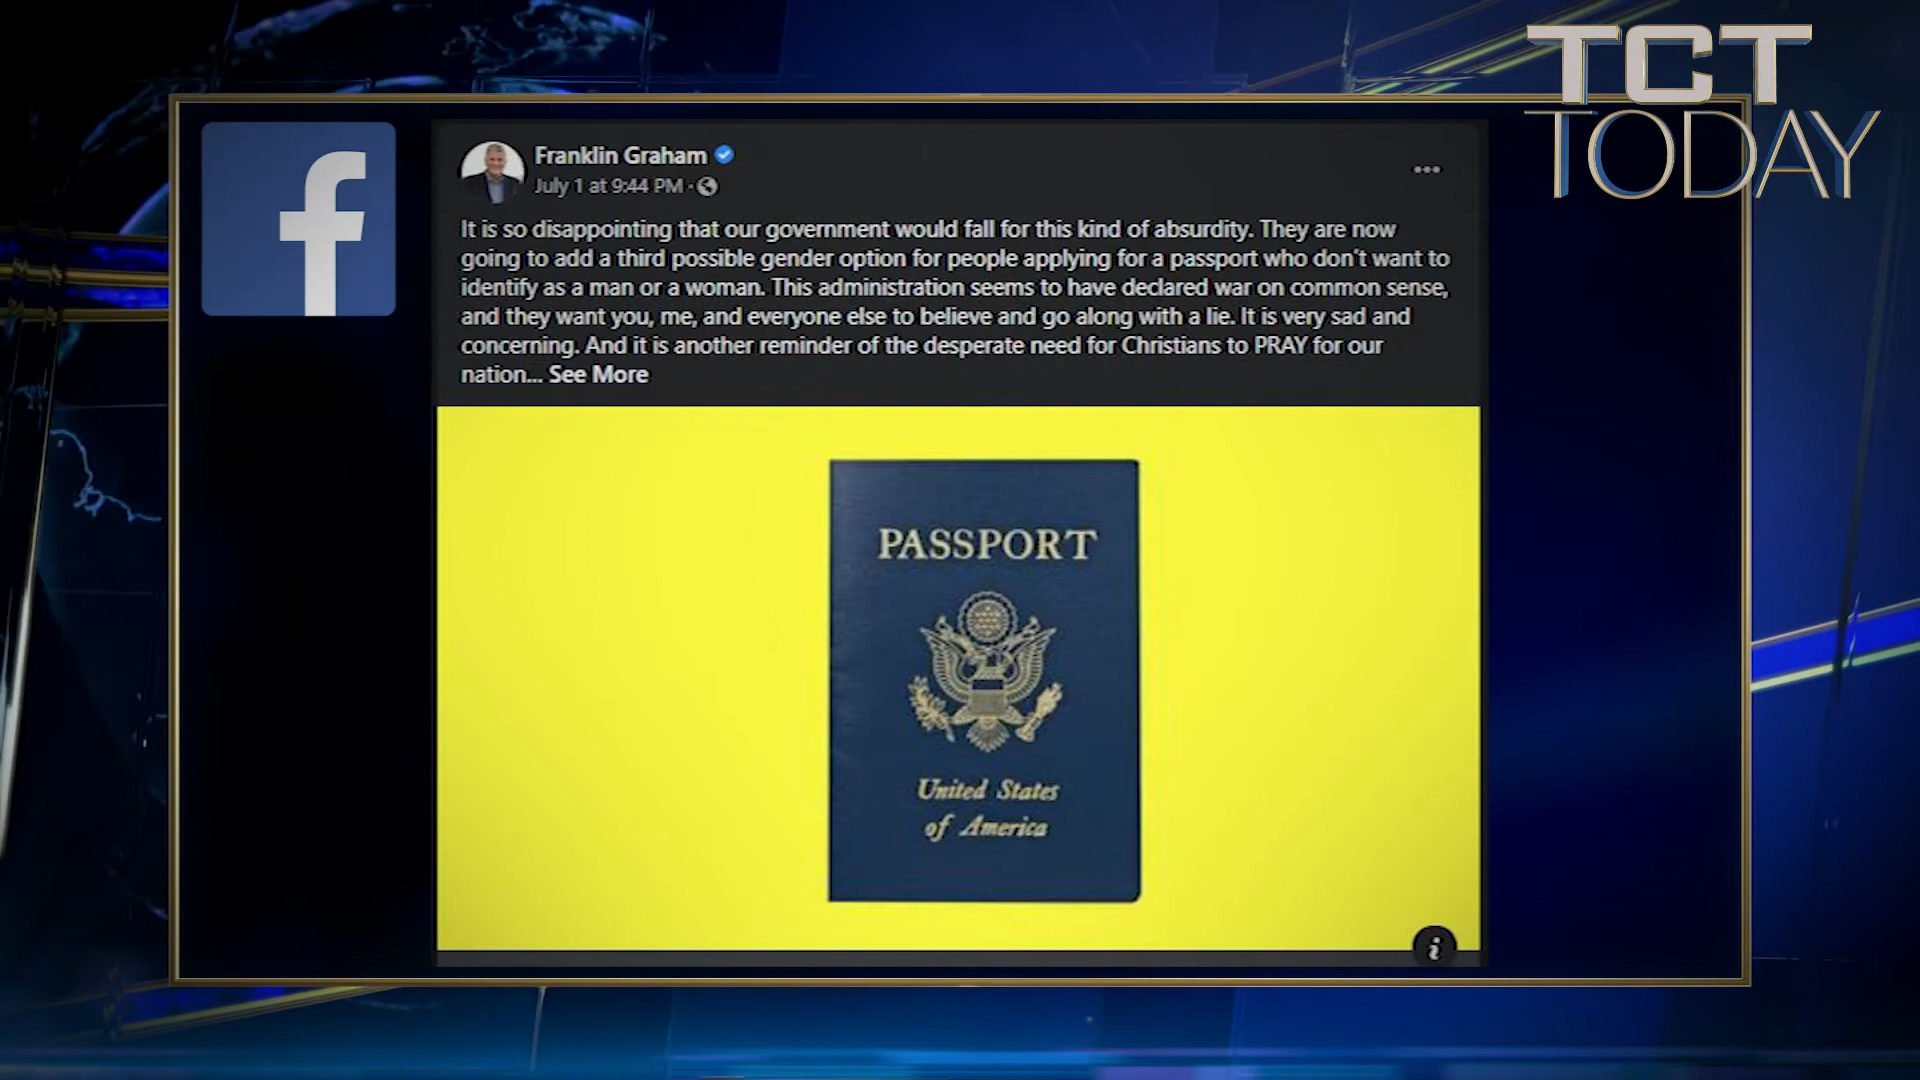 TCT
TODAY
Franklin Graham
July 1 at 9:44 PM ·
It is so disappointing that our government would fall for this kind of absurdity. They are now
going to add a third possible gender option for people applying for a passport who don't want to
identify as a man or a woman. This administration seems to have declared war on common sense,
and they want you, me, and everyone else to believe and go along with a lie. It is very sad and
concerning. And it is another reminder of the desperate need for Christians to PRAY for our
nation... See More
PASSPORT
United States
of America